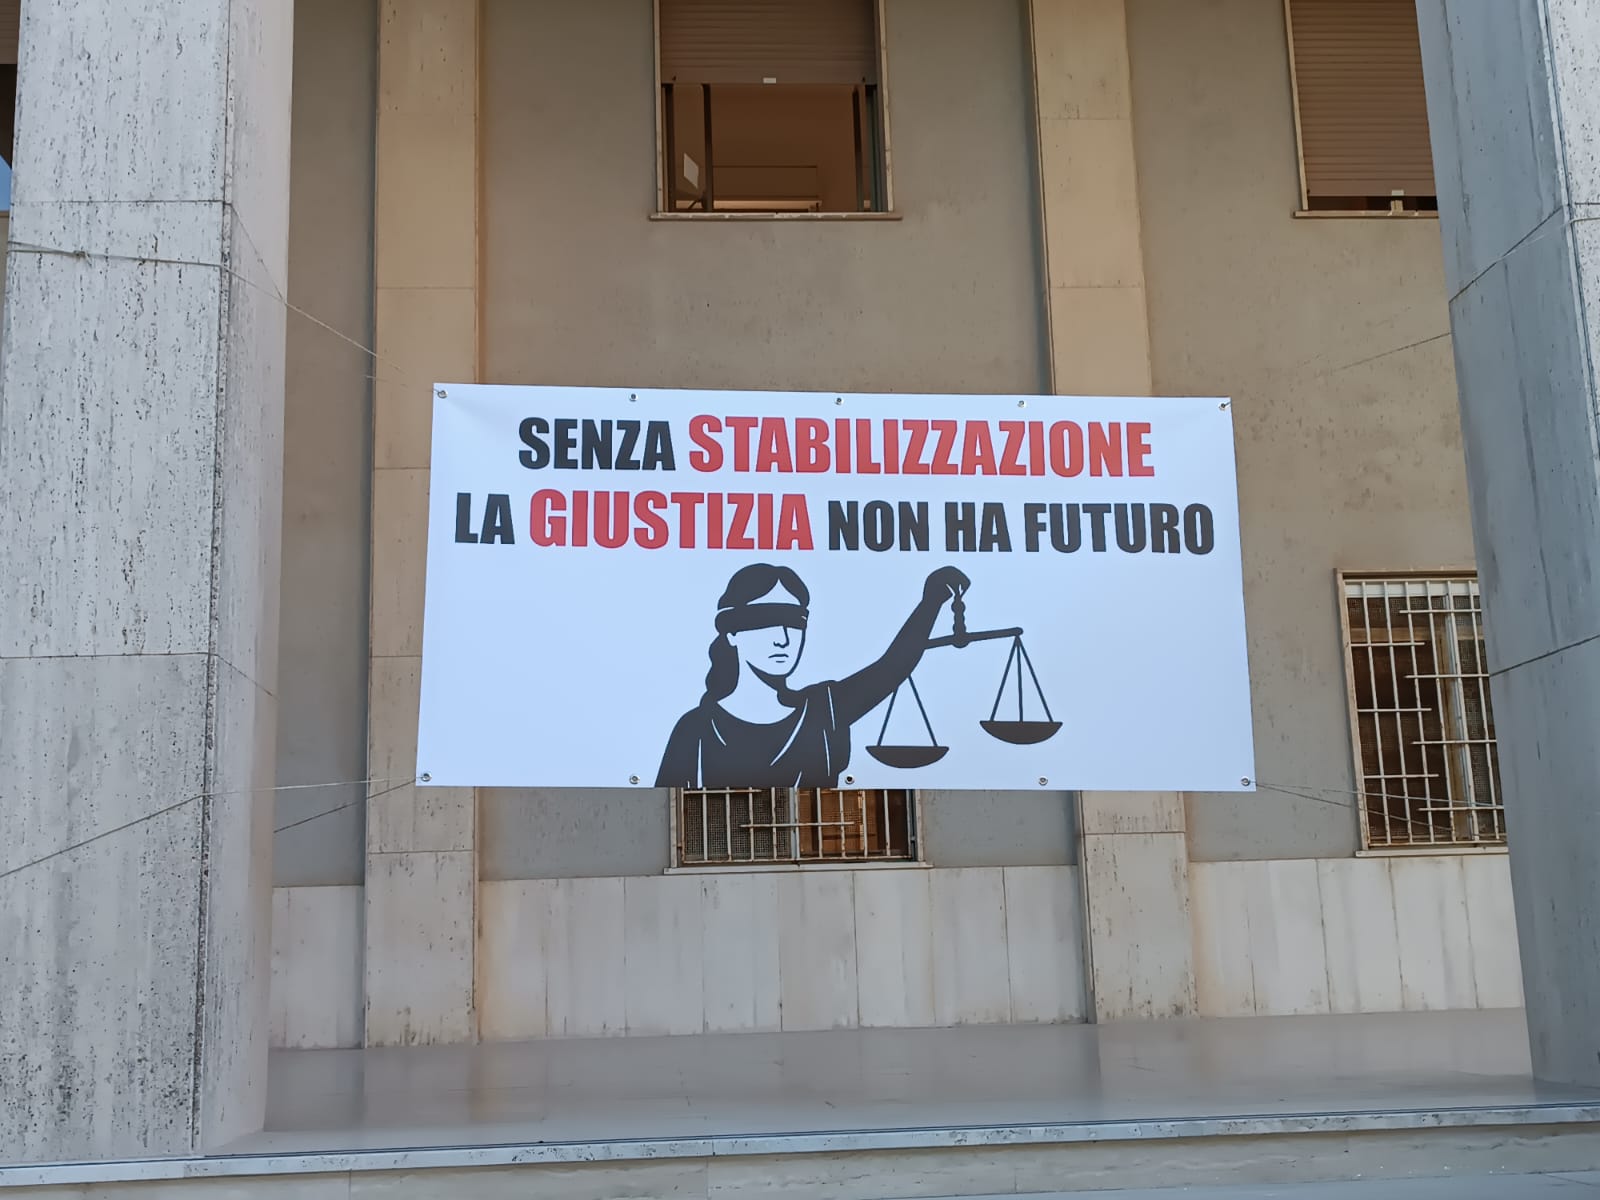 SENZA STABILIZZAZIONE
LA GIUSTIZIA NON HA FUTURO